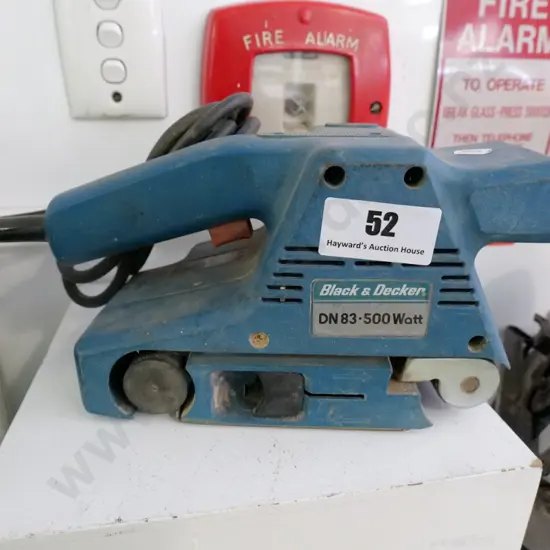 FIRE ALARM
FIRE
ALARM
TO OPERATE
THEN TELEPHONE
52
Hayward's Auction House
Black & Decker
DN 83·500 Watt